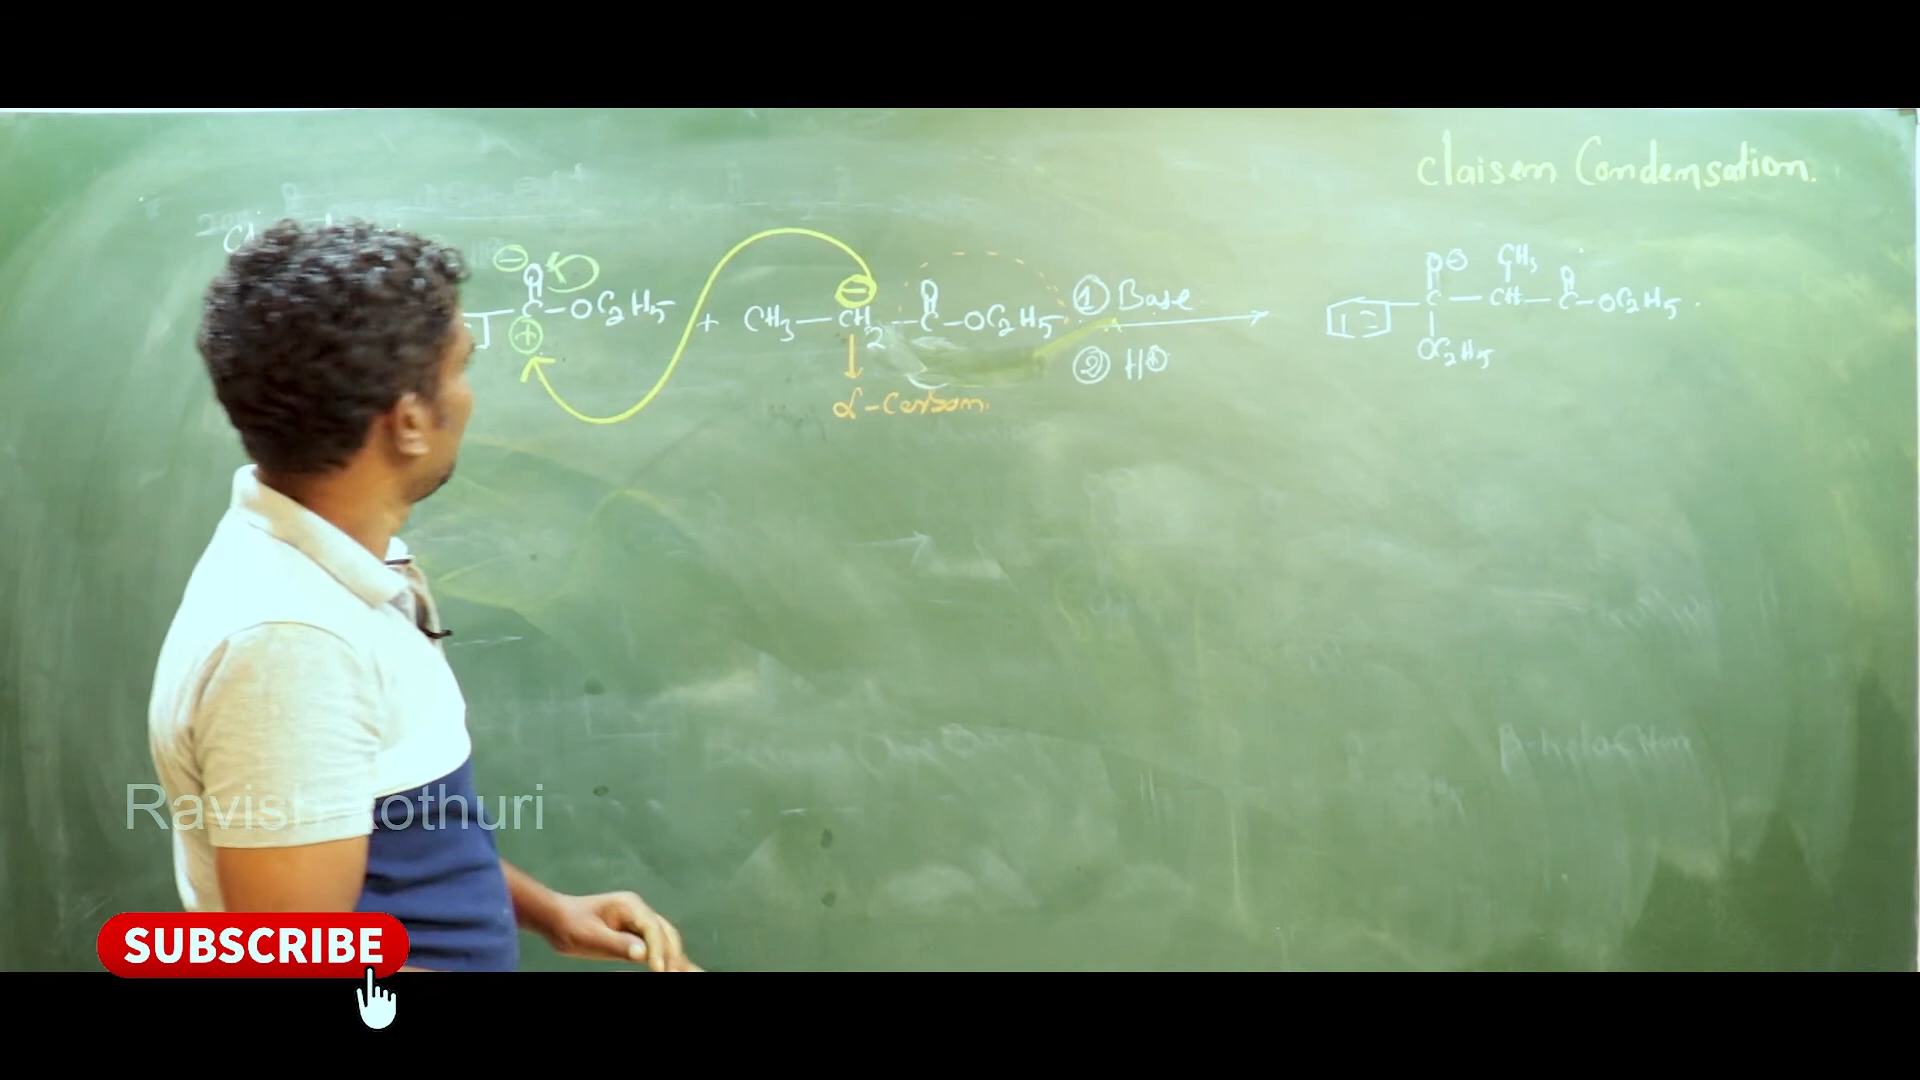 Claisen Condensation.
O CH3 O
C-OC2H5 + CH3-CH2-C-OC2H5 ① Base C-CH-C-OC2H5
② H⊕ OC2H5
α-Carbon
Ravish Kothuri
SUBSCRIBE